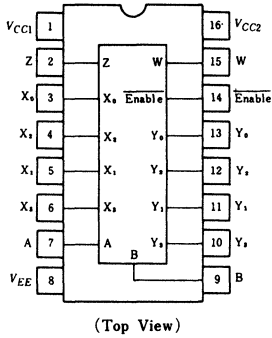 VCC1 1 16 VCC2
Z 2 Z W 15 W
X₀ 3 X₀ Enable 14 Enable
X₂ 4 X₂ Y₀ 13 Y₀
X₁ 5 X₁ Y₂ 12 Y₂
X₃ 6 X₃ Y₁ 11 Y₁
A 7 A Y₃ 10 Y₃
VEE 8 B 9 B
(Top View)